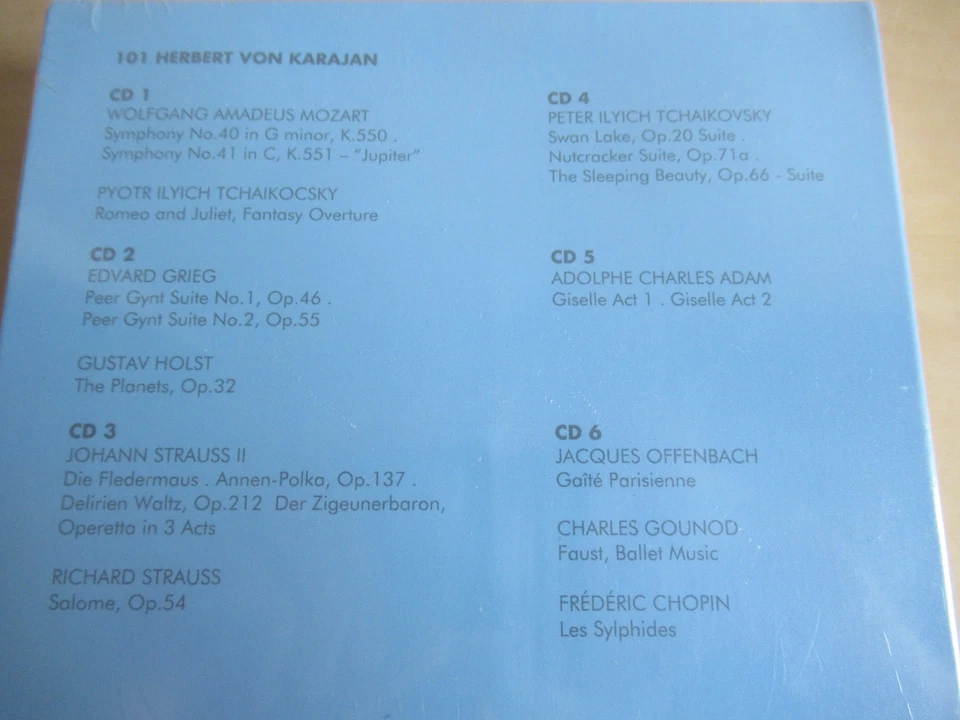 101 HERBERT VON KARAJAN
CD 1
WOLFGANG AMADEUS MOZART
Symphony No.40 in G minor, K.550 .
Symphony No.41 in C, K.551 – "Jupiter"
PYOTR ILYICH TCHAIKOCSKY
Romeo and Juliet, Fantasy Overture
CD 2
EDVARD GRIEG
Peer Gynt Suite No.1, Op.46 .
Peer Gynt Suite No.2, Op.55
GUSTAV HOLST
The Planets, Op.32
CD 3
JOHANN STRAUSS II
Die Fledermaus . Annen-Polka, Op.137 .
Delirien Waltz, Op.212 Der Zigeunerbaron,
Operetta in 3 Acts
RICHARD STRAUSS
Salome, Op.54
CD 4
PETER ILYICH TCHAIKOVSKY
Swan Lake, Op.20 Suite .
Nutcracker Suite, Op.71a .
The Sleeping Beauty, Op.66 - Suite
CD 5
ADOLPHE CHARLES ADAM
Giselle Act 1 . Giselle Act 2
CD 6
JACQUES OFFENBACH
Gaîté Parisienne
CHARLES GOUNOD
Faust, Ballet Music
FRÉDÉRIC CHOPIN
Les Sylphides